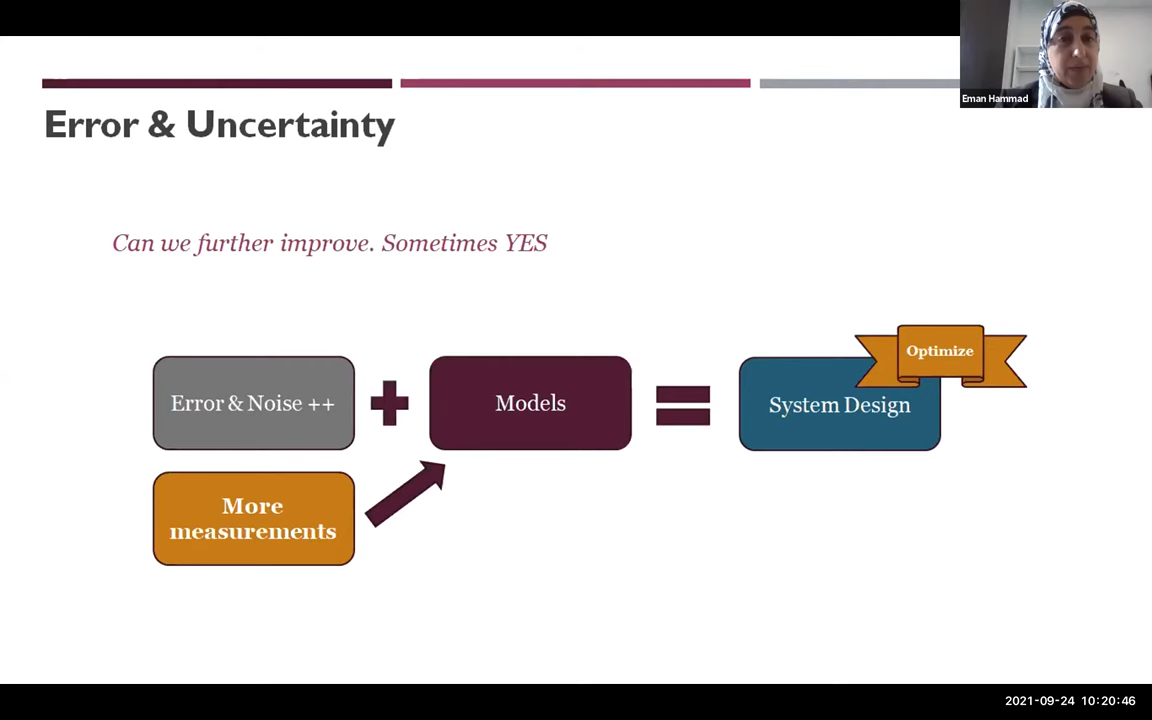 Eman Hammad
Error & Uncertainty
Can we further improve. Sometimes YES
Optimize
Error & Noise ++
Models
System Design
More
measurements
2021-09-24 10:20:46